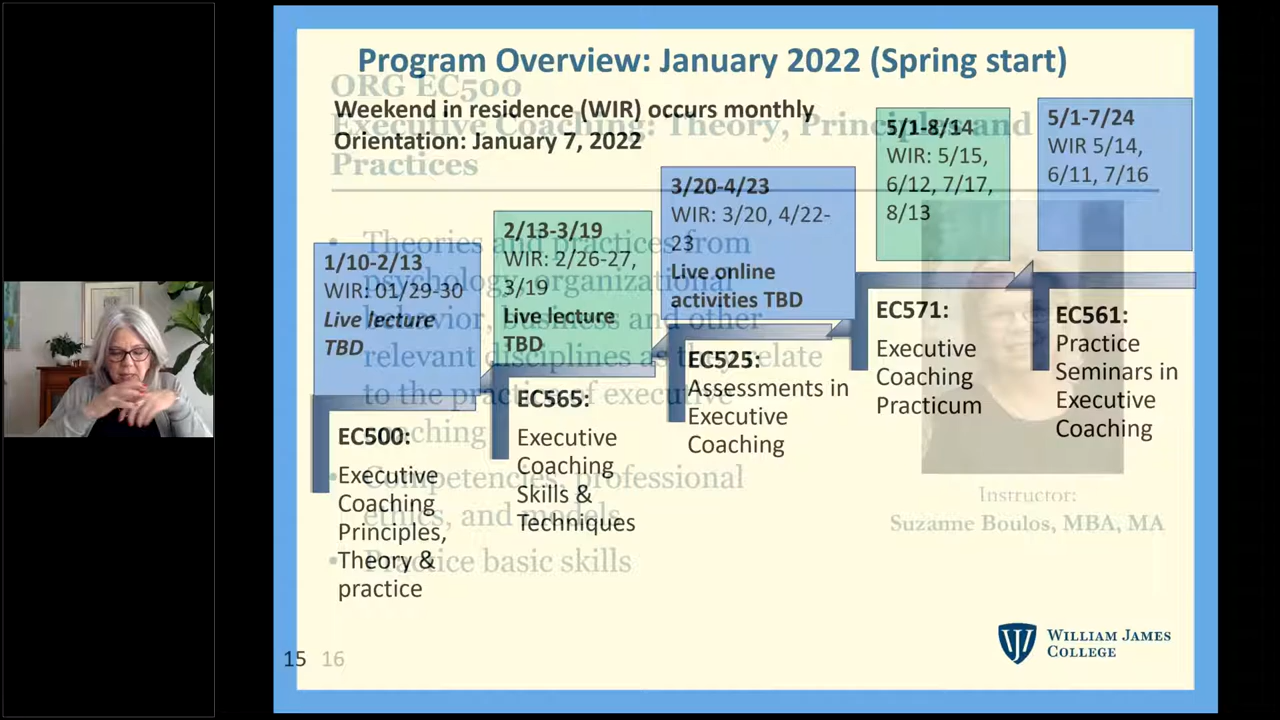 Program Overview: January 2022 (Spring start)
Weekend in residence (WIR) occurs monthly
Orientation: January 7, 2022
ORG EC500
Executive Coaching: Theory, Principles and
Practices
1/10-2/13
WIR: 01/29-30
Live lecture
TBD
EC500:
Executive
Coaching
Principles,
Theory &
practice
2/13-3/19
WIR: 2/26-27,
3/19
Live lecture
TBD
EC565:
Executive
Coaching
Skills &
Techniques
3/20-4/23
WIR: 3/20, 4/22-
23
Live online
activities TBD
EC525:
Assessments in
Executive
Coaching
5/1-8/14
WIR: 5/15,
6/12, 7/17,
8/13
EC571:
Executive
Coaching
Practicum
5/1-7/24
WIR 5/14,
6/11, 7/16
EC561:
Practice
Seminars in
Executive
Coaching
• Theories and practices from
psychology, organizational
behavior, business and other
relevant disciplines as they relate
to the practice of executive
coaching
• Competencies, professional
ethics, and models
• Practice basic skills
Instructor:
Suzanne Boulos, MBA, MA
WILLIAM JAMES
COLLEGE
15 16